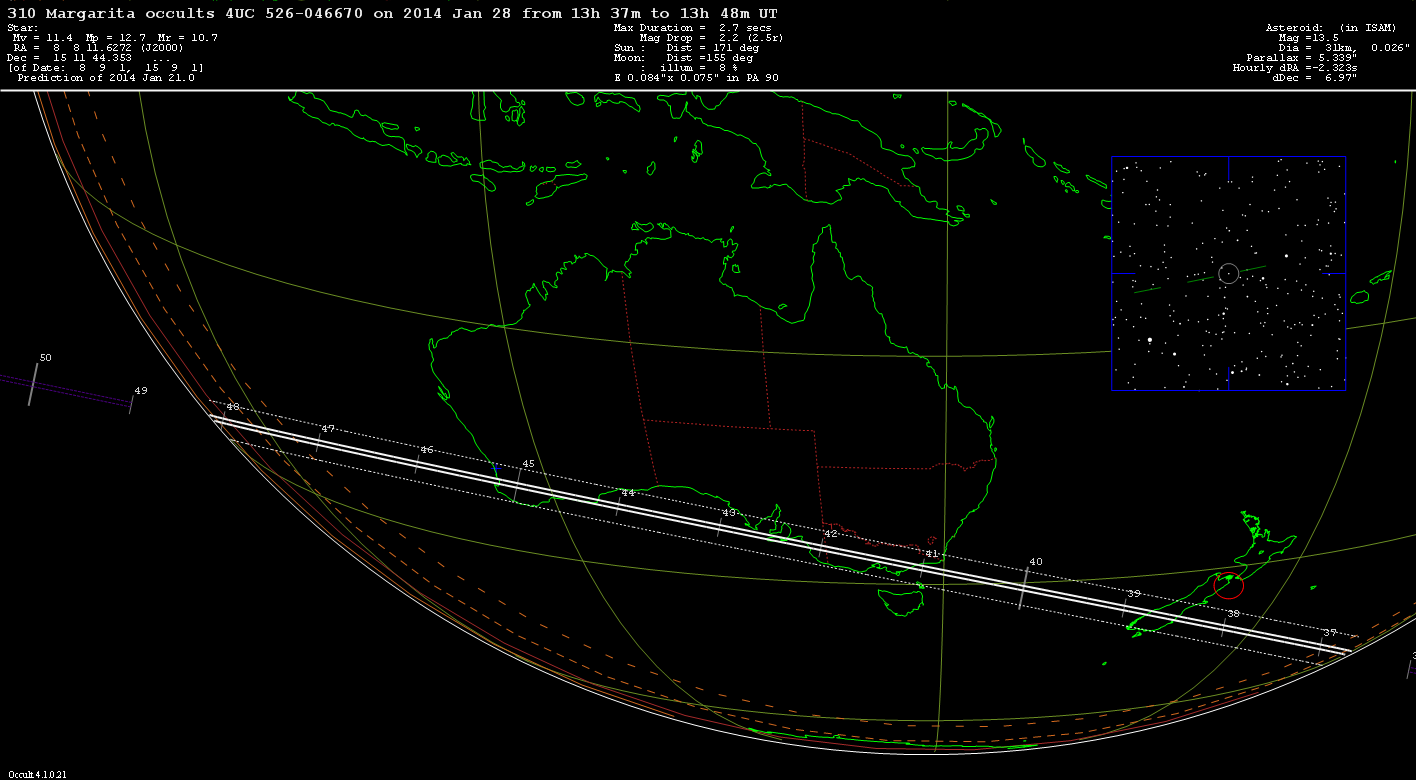 310 Margarita occults 4UC 526-046670 on 2014 Jan 28 from 13h 37m to 13h 48m UT
Star:
Mv = 11.4 Mp = 12.7 Mr = 10.7
RA = 8 8 11.6272 (J2000)
Dec = 15 11 44.353 ...
[of Date: 8 9 1, 15 9 1]
Prediction of 2014 Jan 21.0
Max Duration = 2.7 secs
Mag Drop = 2.2 (2.5r)
Sun : Dist = 171 deg
Moon: Dist =155 deg
: illum = 8 %
E 0.084"x 0.075" in PA 90
Asteroid: (in ISAM)
Mag =13.5
Dia = 31km, 0.026"
Parallax = 5.339"
Hourly dRA =-2.323s
dDec = 6.97"
50
49
48
47
46
45
44
43
42
41
40
39
38
37
Occult 4.1.0.21